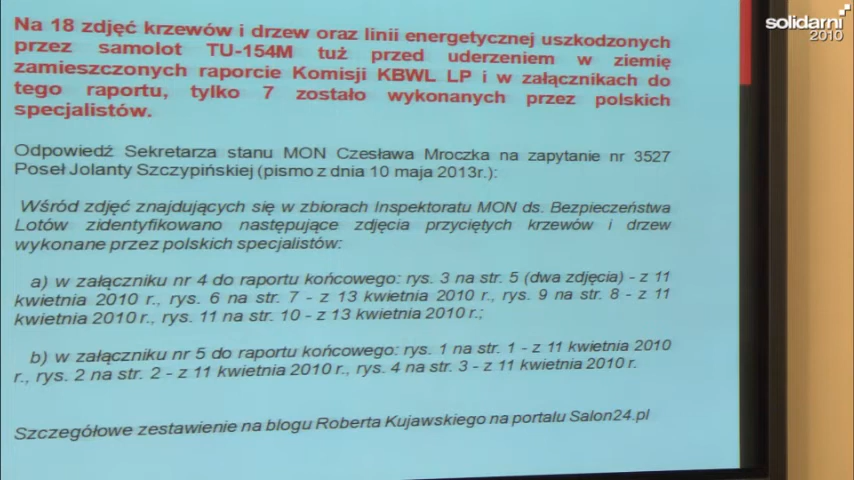 Na 18 zdjęć krzewów i drzew oraz linii energetycznej uszkodzonych
przez samolot TU-154M tuż przed uderzeniem w ziemię
zamieszczonych raporcie Komisji KBWL LP i w załącznikach do
tego raportu, tylko 7 zostało wykonanych przez polskich
specjalistów.
Odpowiedź Sekretarza stanu MON Czesława Mroczka na zapytanie nr 3527
Poseł Jolanty Szczypińskiej (pismo z dnia 10 maja 2013r.):
Wśród zdjęć znajdujących się w zbiorach Inspektoratu MON ds. Bezpieczeństwa
Lotów zidentyfikowano następujące zdjęcia przyciętych krzewów i drzew
wykonane przez polskich specjalistów:
a) w załączniku nr 4 do raportu końcowego: rys. 3 na str. 5 (dwa zdjęcia) - z 11
kwietnia 2010 r., rys. 6 na str. 7 - z 13 kwietnia 2010 r., rys. 9 na str. 8 - z 11
kwietnia 2010 r., rys. 11 na str. 10 - z 13 kwietnia 2010 r.;
b) w załączniku nr 5 do raportu końcowego: rys. 1 na str. 1 - z 11 kwietnia 2010
r., rys. 2 na str. 2 - z 11 kwietnia 2010 r., rys. 4 na str. 3 - z 11 kwietnia 2010 r.
Szczegółowe zestawienie na blogu Roberta Kujawskiego na portalu Salon24.pl
solidarni
2010